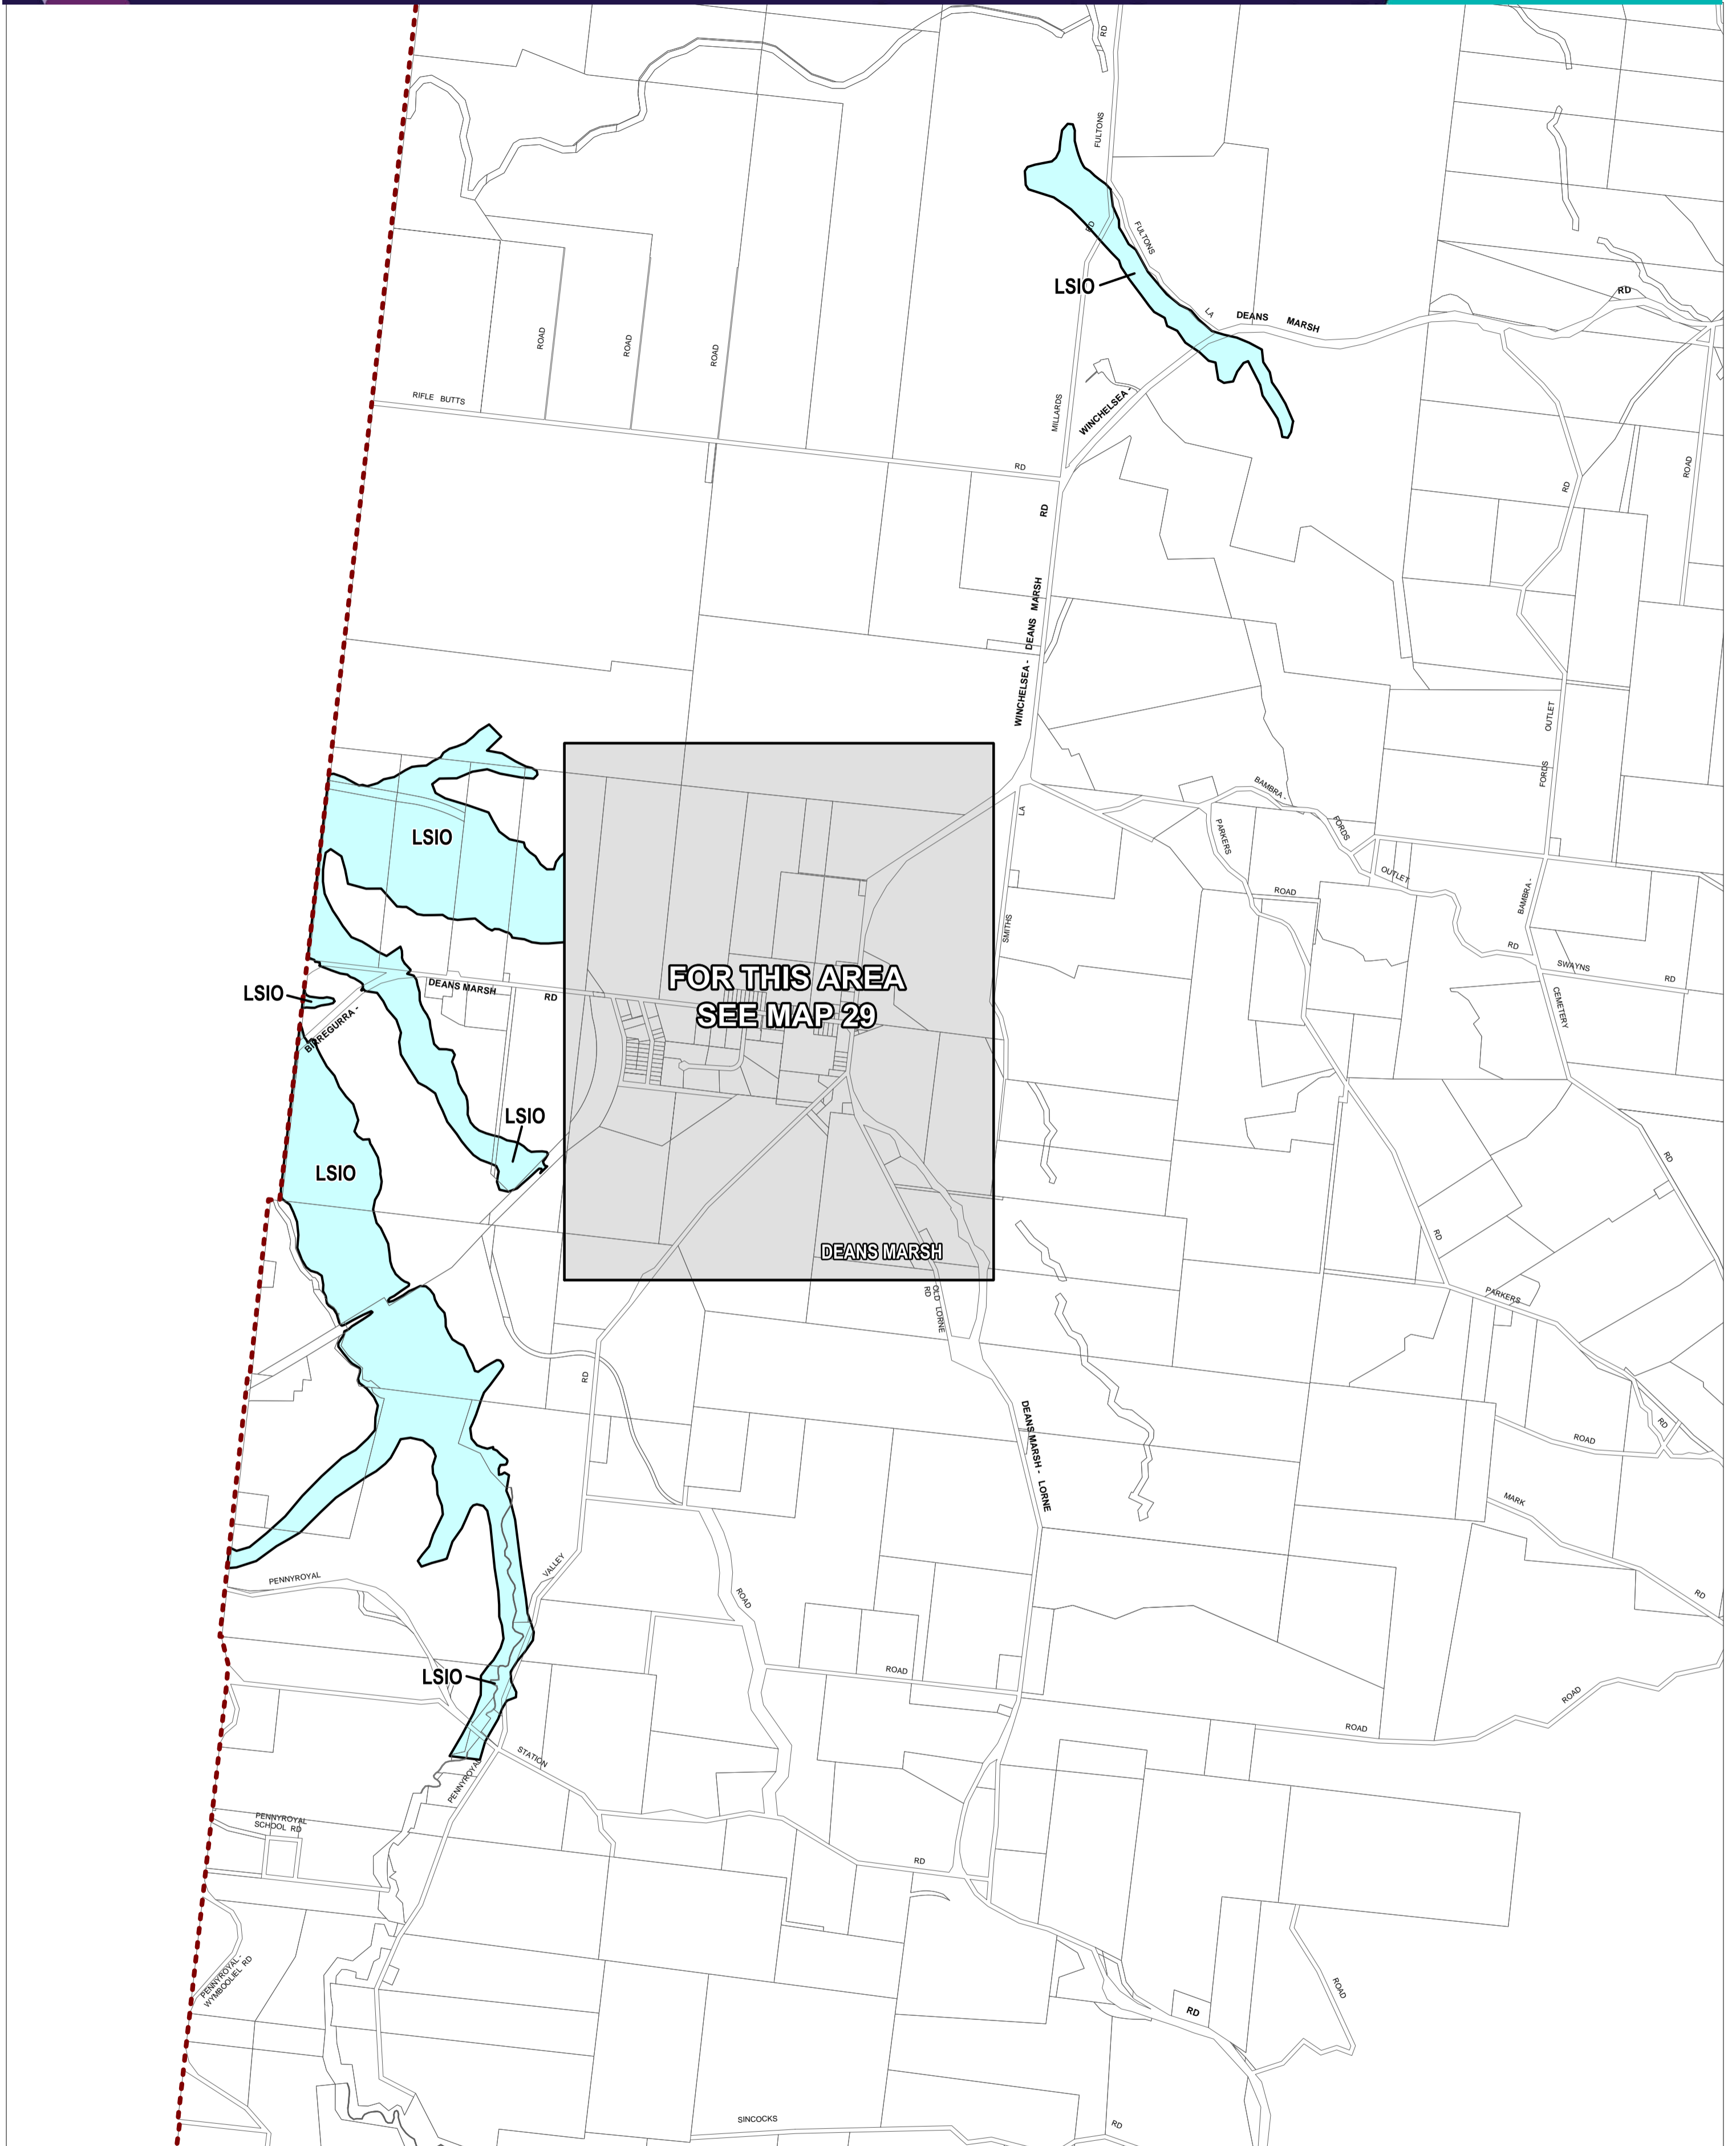 RD
FULTONS
RD
FULTONS
LSIO
LA
DEANS MARSH
RD
ROAD
ROAD
ROAD
RIFLE BUTTS
MILLARDS
WINCHELSEA -
RD
RD
RD
ROAD
WINCHELSEA - DEANS MARSH
OUTLET
FORDS
BAMBRA -
LA
PARKERS
FORDS
LSIO
OUTLET
ROAD
BAMBRA -
SMITHS
RD
SWAYNS
RD
FOR THIS AREA
SEE MAP 29
DEANS MARSH
RD
LSIO
BIRREGURRA -
CEMETERY
LSIO
LSIO
RD
RD
DEANS MARSH
OLD LORNE
RD
PARKERS
RD
DEANS MARSH - LORNE
RD
ROAD
MARK
RD
VALLEY
PENNYROYAL
ROAD
LSIO
ROAD
ROAD
ROAD
STATION
PENNYROYAL
PENNYROYAL
SCHOOL RD
RD
PENNYROYAL -
WYMBOOLIEL RD
RD
ROAD
SINCOCKS
RD